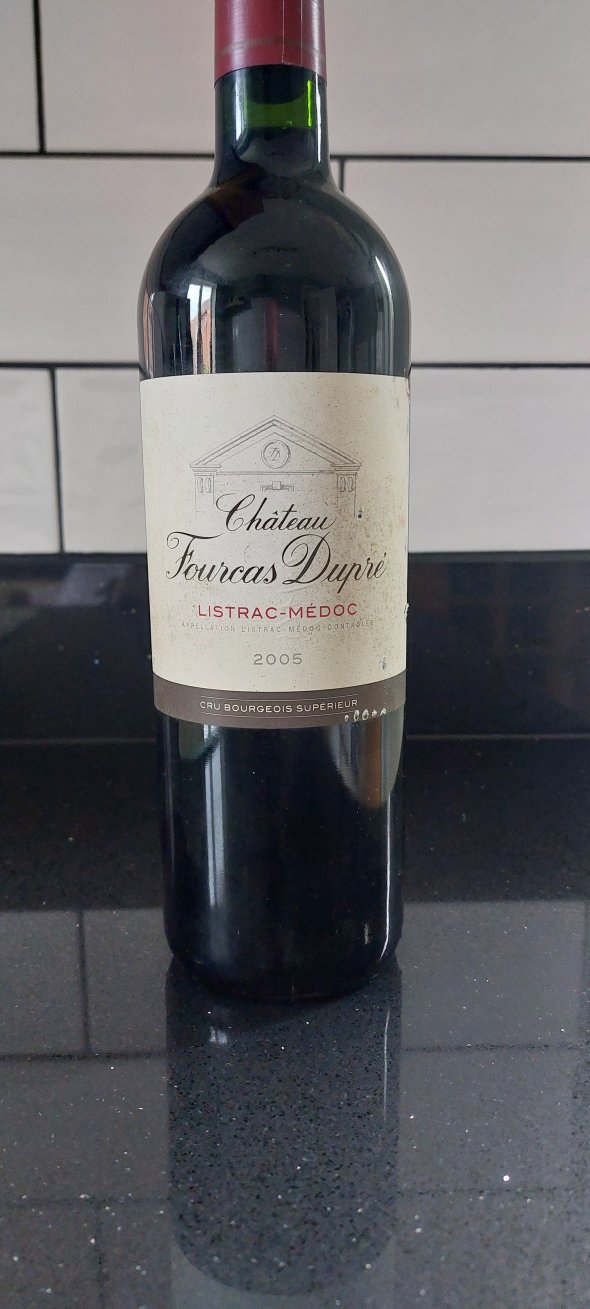 Château
Fourcas Dupré
LISTRAC-MÉDOC
APPELLATION LISTRAC-MÉDOC CONTRÔLÉE
2005
CRU BOURGEOIS SUPÉRIEUR